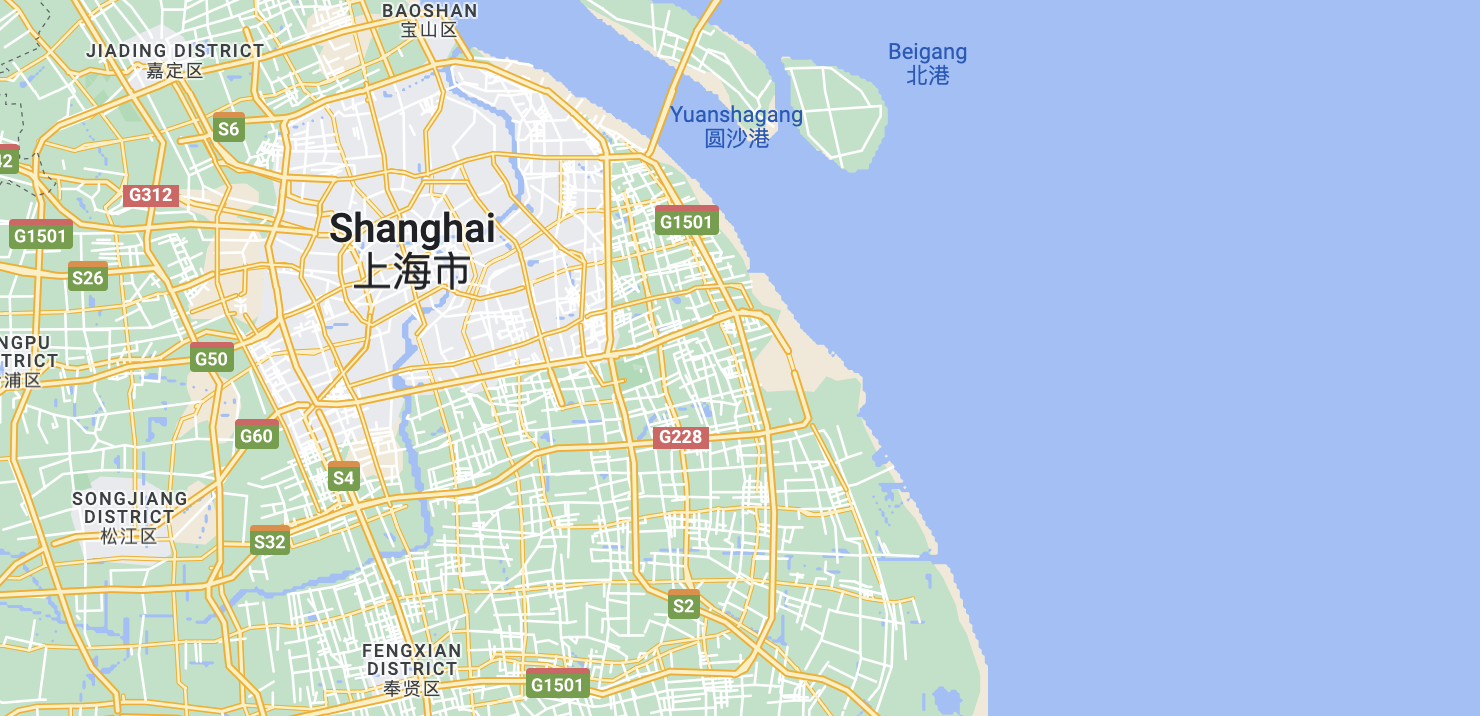 BAOSHAN
宝山区
JIADING DISTRICT
嘉定区
Beigang
北港
Yuanshagang
圆沙港
S6
42
G312
Shanghai
上海市
G1501
G1501
S26
NGPU
TRICT
浦区
G50
G60
G228
S4
SONGJIANG
DISTRICT
松江区
S32
S2
FENGXIAN
DISTRICT
奉贤区
G1501